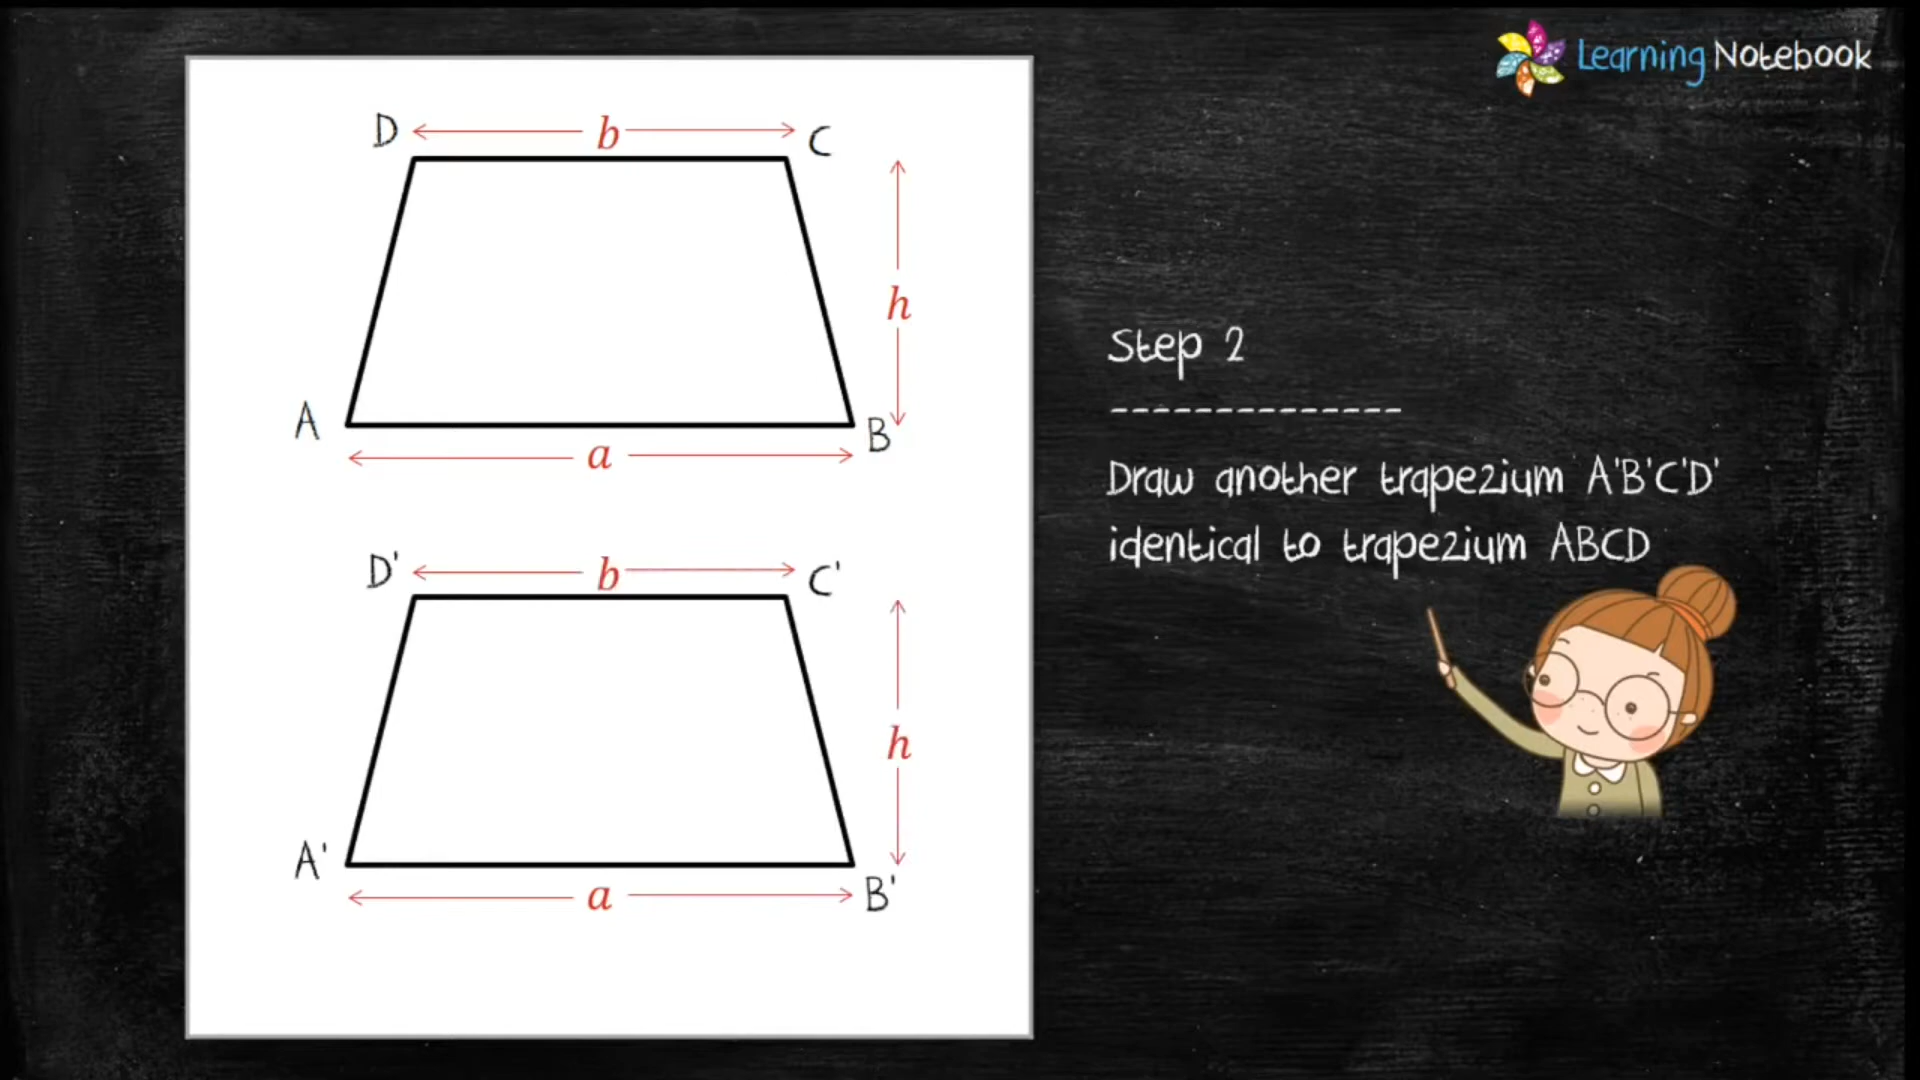 Learning Notebook
D b C
h
A B
a
D' b C'
h
A' B'
a
Step 2
--------------
Draw another trapezium A'B'C'D'
identical to trapezium ABCD